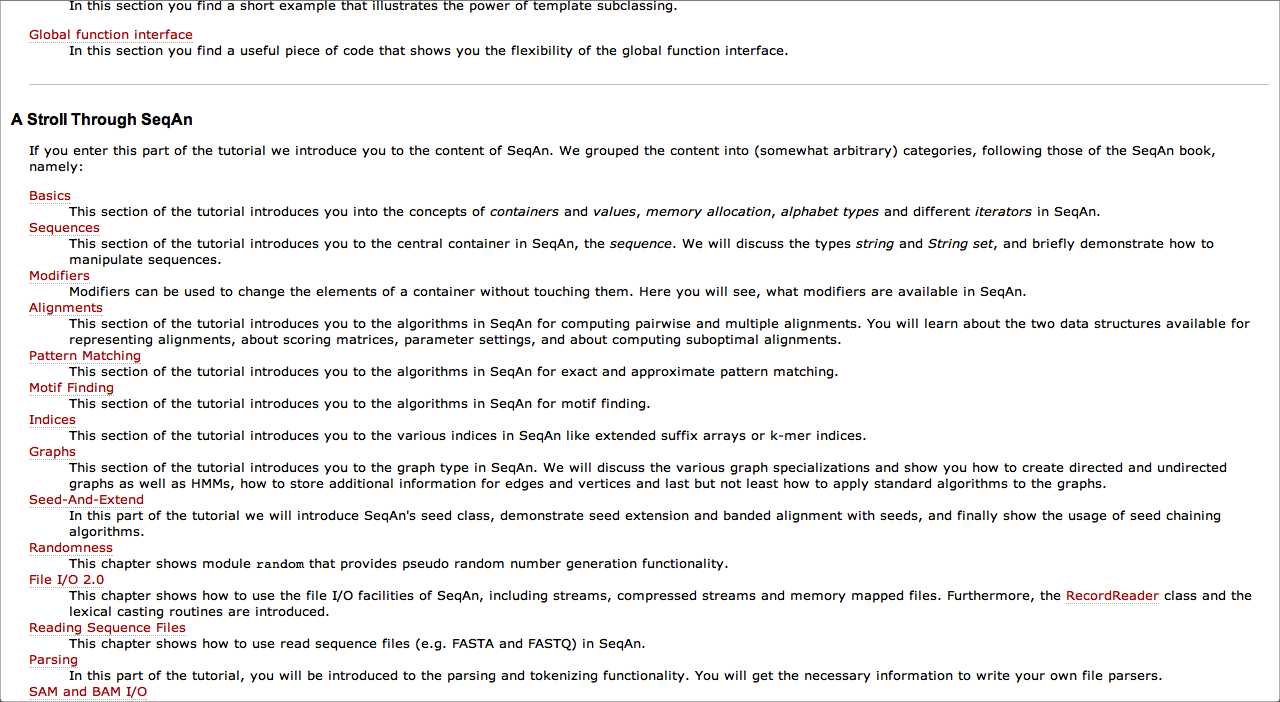 In this section you find a short example that illustrates the power of template subclassing.
Global function interface
In this section you find a useful piece of code that shows you the flexibility of the global function interface.
A Stroll Through SeqAn
If you enter this part of the tutorial we introduce you to the content of SeqAn. We grouped the content into (somewhat arbitrary) categories, following those of the SeqAn book,
namely:
Basics
This section of the tutorial introduces you into the concepts of containers and values, memory allocation, alphabet types and different iterators in SeqAn.
Sequences
This section of the tutorial introduces you to the central container in SeqAn, the sequence. We will discuss the types string and String set, and briefly demonstrate how to
manipulate sequences.
Modifiers
Modifiers can be used to change the elements of a container without touching them. Here you will see, what modifiers are available in SeqAn.
Alignments
This section of the tutorial introduces you to the algorithms in SeqAn for computing pairwise and multiple alignments. You will learn about the two data structures available for
representing alignments, about scoring matrices, parameter settings, and about computing suboptimal alignments.
Pattern Matching
This section of the tutorial introduces you to the algorithms in SeqAn for exact and approximate pattern matching.
Motif Finding
This section of the tutorial introduces you to the algorithms in SeqAn for motif finding.
Indices
This section of the tutorial introduces you to the various indices in SeqAn like extended suffix arrays or k-mer indices.
Graphs
This section of the tutorial introduces you to the graph type in SeqAn. We will discuss the various graph specializations and show you how to create directed and undirected
graphs as well as HMMs, how to store additional information for edges and vertices and last but not least how to apply standard algorithms to the graphs.
Seed-And-Extend
In this part of the tutorial we will introduce SeqAn's seed class, demonstrate seed extension and banded alignment with seeds, and finally show the usage of seed chaining
algorithms.
Randomness
This chapter shows module random that provides pseudo random number generation functionality.
File I/O 2.0
This chapter shows how to use the file I/O facilities of SeqAn, including streams, compressed streams and memory mapped files. Furthermore, the RecordReader class and the
lexical casting routines are introduced.
Reading Sequence Files
This chapter shows how to use read sequence files (e.g. FASTA and FASTQ) in SeqAn.
Parsing
In this part of the tutorial, you will be introduced to the parsing and tokenizing functionality. You will get the necessary information to write your own file parsers.
SAM and BAM I/O